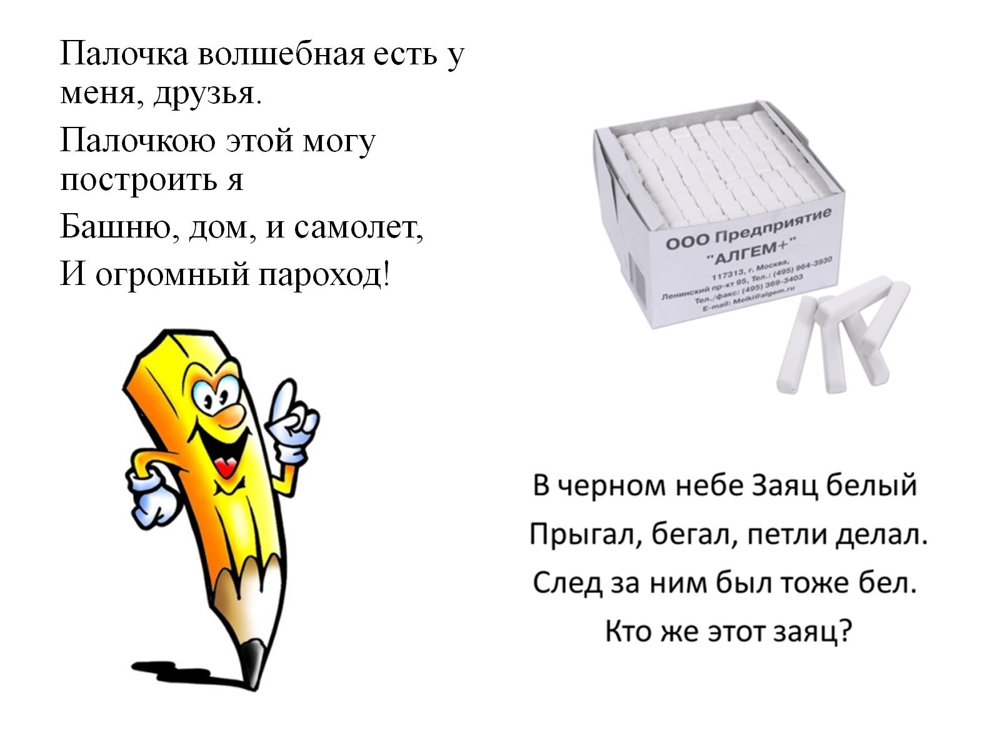 Палочка волшебная есть у
меня, друзья.
Палочкою этой могу
построить я
Башню, дом, и самолет,
И огромный пароход!
ООО Предприятие
"АЛГЕМ+"
117313, г. Москва,
Ленинский пр-кт 95, Тел.: (495) 964-3930
Тел./факс: (495) 369-3403
E-mail: Melki@algem.ru
В черном небе Заяц белый
Прыгал, бегал, петли делал.
След за ним был тоже бел.
Кто же этот заяц?